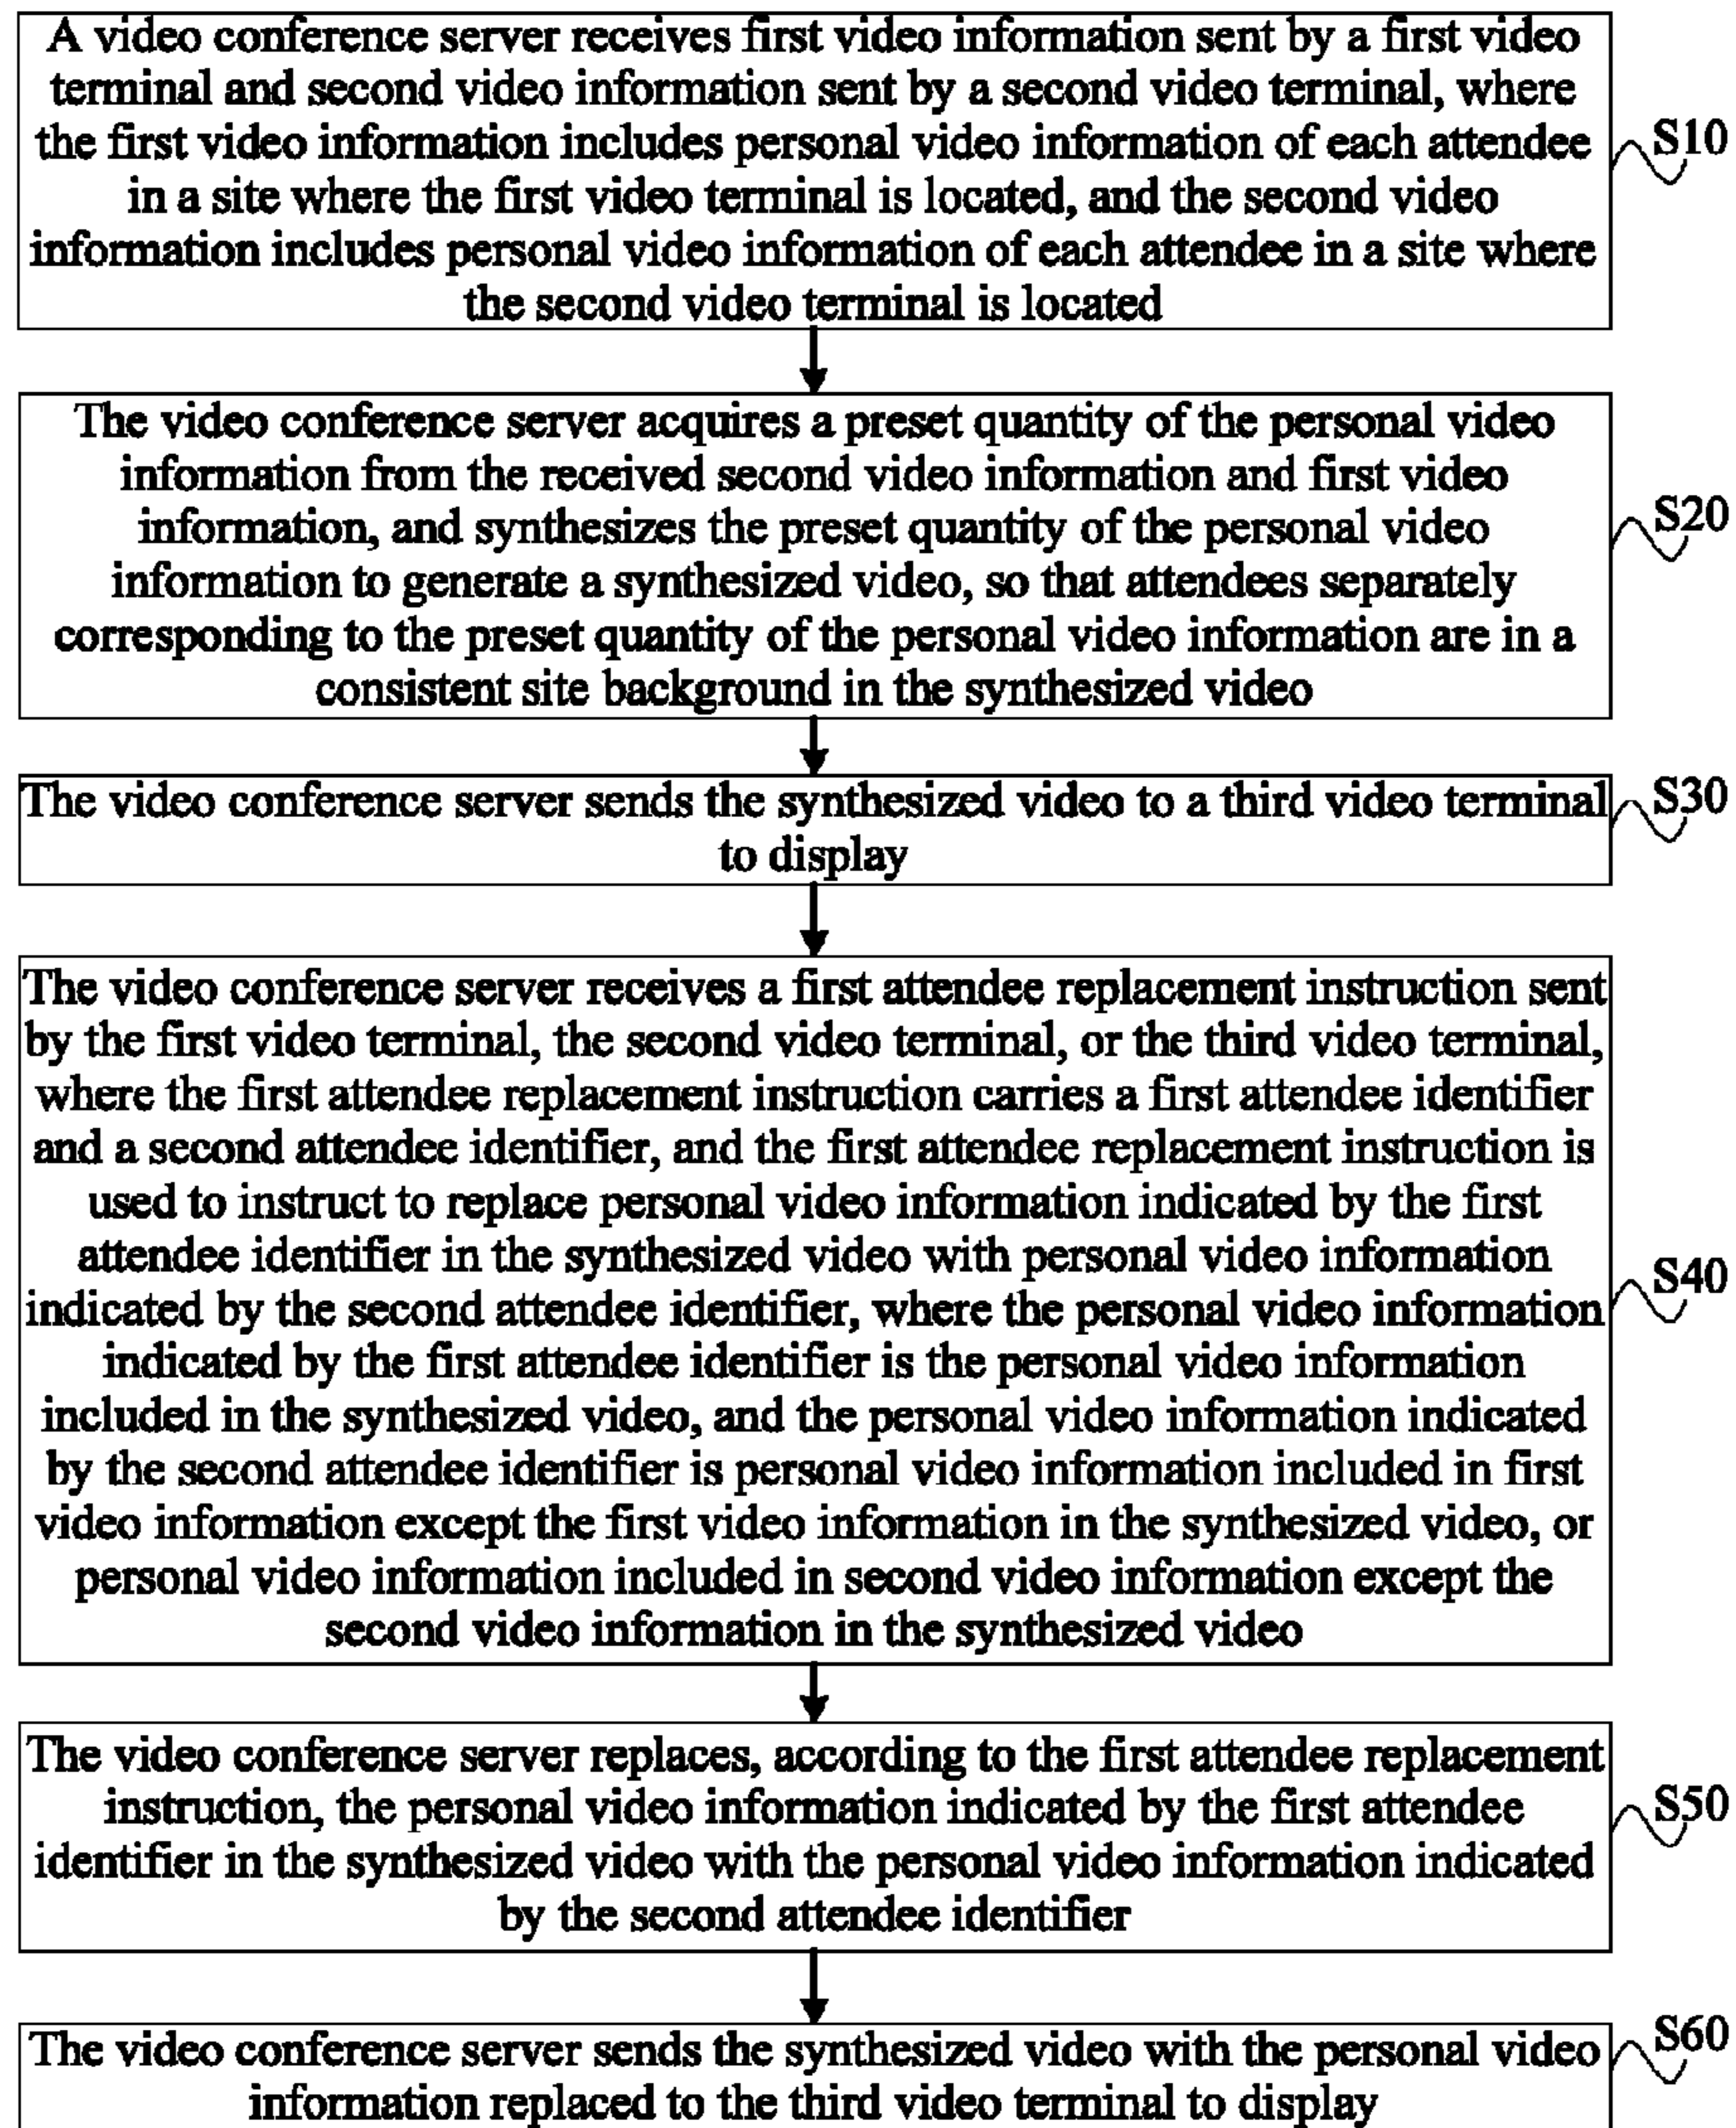 A video conference server receives first video information sent by a first video
terminal and second video information sent by a second video terminal, where
the first video information includes personal video information of each attendee
in a site where the first video terminal is located, and the second video
information includes personal video information of each attendee in a site where
the second video terminal is located
S10
The video conference server acquires a preset quantity of the personal video
information from the received second video information and first video
information, and synthesizes the preset quantity of the personal video
information to generate a synthesized video, so that attendees separately
corresponding to the preset quantity of the personal video information are in a
consistent site background in the synthesized video
S20
The video conference server sends the synthesized video to a third video terminal
to display
S30
The video conference server receives a first attendee replacement instruction sent
by the first video terminal, the second video terminal, or the third video terminal,
where the first attendee replacement instruction carries a first attendee identifier
and a second attendee identifier, and the first attendee replacement instruction is
used to instruct to replace personal video information indicated by the first
attendee identifier in the synthesized video with personal video information
indicated by the second attendee identifier, where the personal video information
indicated by the first attendee identifier is the personal video information
included in the synthesized video, and the personal video information indicated
by the second attendee identifier is personal video information included in first
video information except the first video information in the synthesized video, or
personal video information included in second video information except the
second video information in the synthesized video
S40
The video conference server replaces, according to the first attendee replacement
instruction, the personal video information indicated by the first attendee
identifier in the synthesized video with the personal video information indicated
by the second attendee identifier
S50
The video conference server sends the synthesized video with the personal video
information replaced to the third video terminal to display
S60